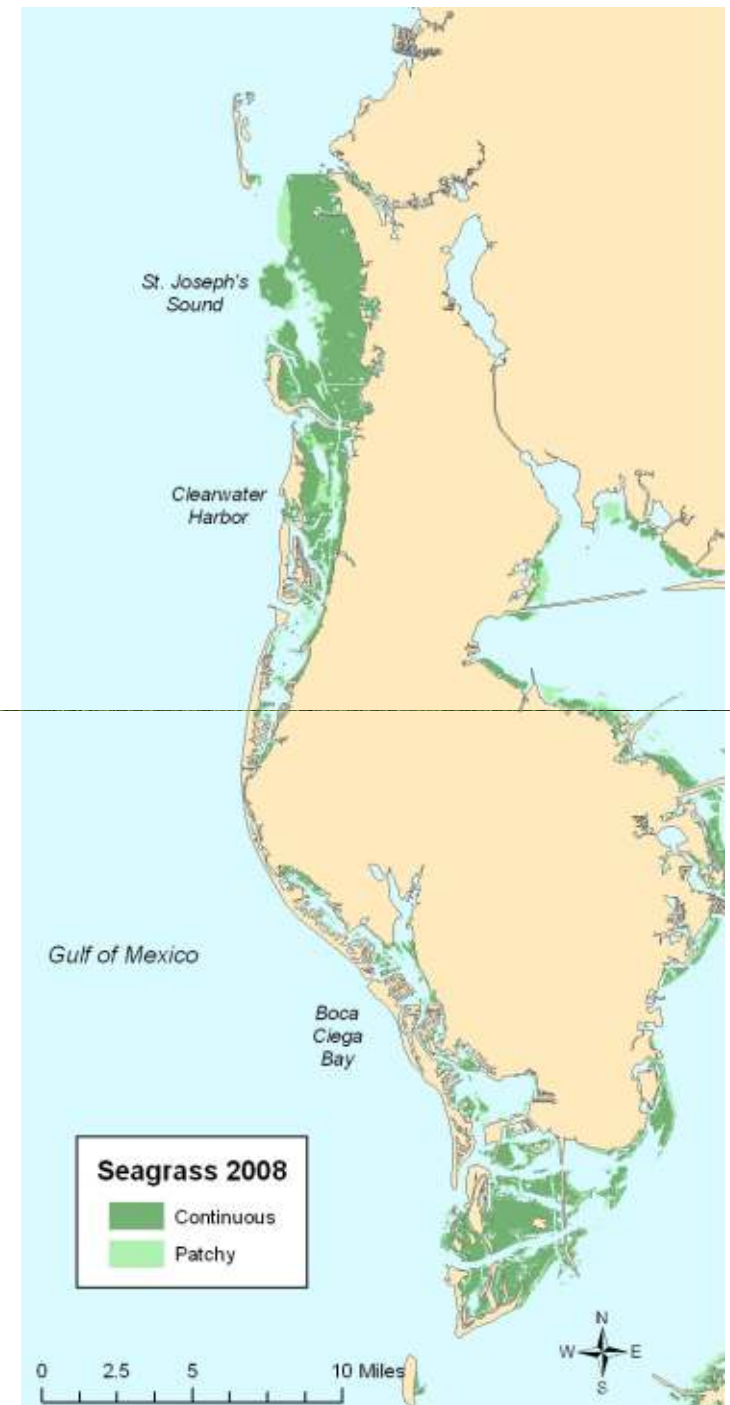 St. Joseph's
Sound
Clearwater
Harbor
Gulf of Mexico
Boca
Ciega
Bay
Seagrass 2008
Continuous
Patchy
N
W E
S
0 2.5 5 10 Miles